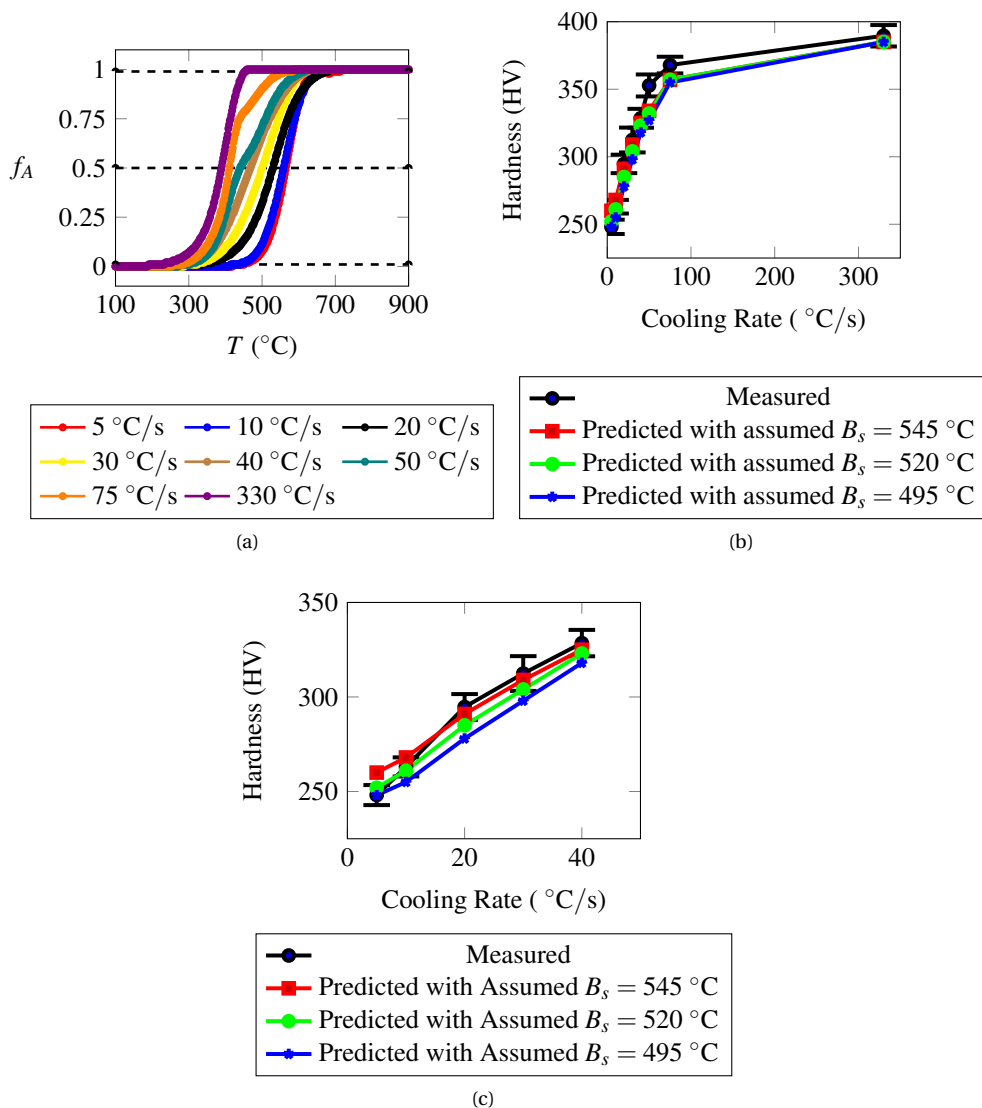 1
0.75
0.5
0.25
0
f_A
100 300 500 700 900
T (°C)
5 °C/s 10 °C/s 20 °C/s
30 °C/s 40 °C/s 50 °C/s
75 °C/s 330 °C/s
(a)
400
350
300
250
Hardness (HV)
0 100 200 300
Cooling Rate ( °C/s)
Measured
Predicted with assumed B_s = 545 °C
Predicted with assumed B_s = 520 °C
Predicted with assumed B_s = 495 °C
(b)
350
300
250
Hardness (HV)
0 20 40
Cooling Rate ( °C/s)
Measured
Predicted with Assumed B_s = 545 °C
Predicted with Assumed B_s = 520 °C
Predicted with Assumed B_s = 495 °C
(c)